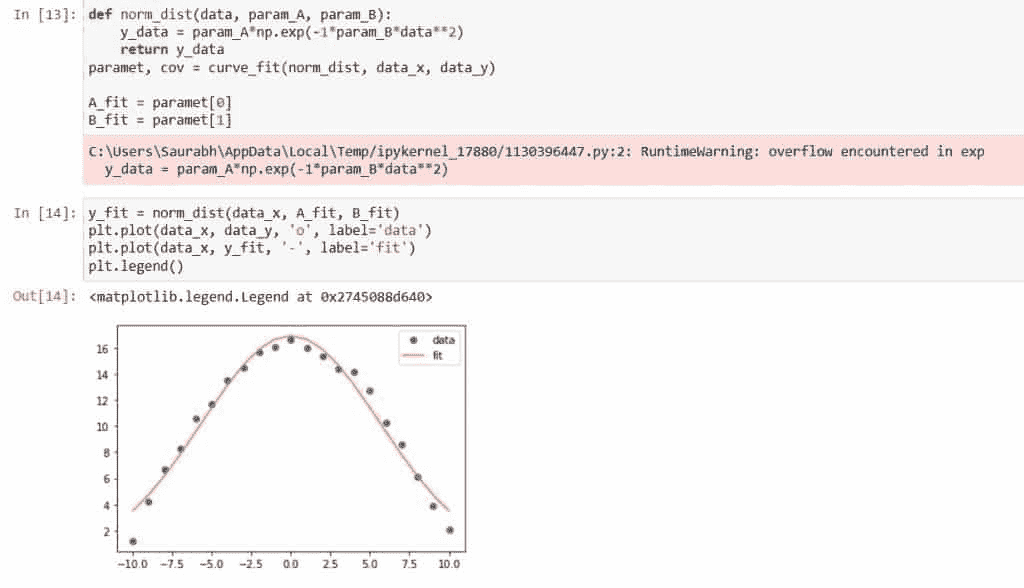 In [13]: def norm_dist(data, param_A, param_B):
y_data = param_A*np.exp(-1*param_B*data**2)
return y_data
paramet, cov = curve_fit(norm_dist, data_x, data_y)
A_fit = paramet[0]
B_fit = paramet[1]
C:\Users\Saurabh\AppData\Local\Temp/ipykernel_17880/1130396447.py:2: RuntimeWarning: overflow encountered in exp
y_data = param_A*np.exp(-1*param_B*data**2)
In [14]: y_fit = norm_dist(data_x, A_fit, B_fit)
plt.plot(data_x, data_y, 'o', label='data')
plt.plot(data_x, y_fit, '-', label='fit')
plt.legend()
Out[14]: <matplotlib.legend.Legend at 0x2745088d640>
data
fit
16
14
12
10
8
6
4
2
−10.0 −7.5 −5.0 −2.5 0.0 2.5 5.0 7.5 10.0